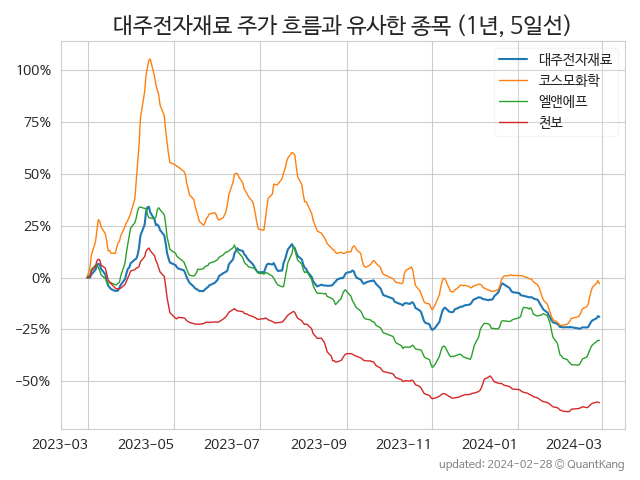 대주전자재료 주가 흐름과 유사한 종목 (1년, 5일선)
대주전자재료
코스모화학
엘앤에프
천보
100%
75%
50%
25%
0%
−25%
−50%
2023-03 2023-05 2023-07 2023-09 2023-11 2024-01 2024-03
updated: 2024-02-28 © QuantKang